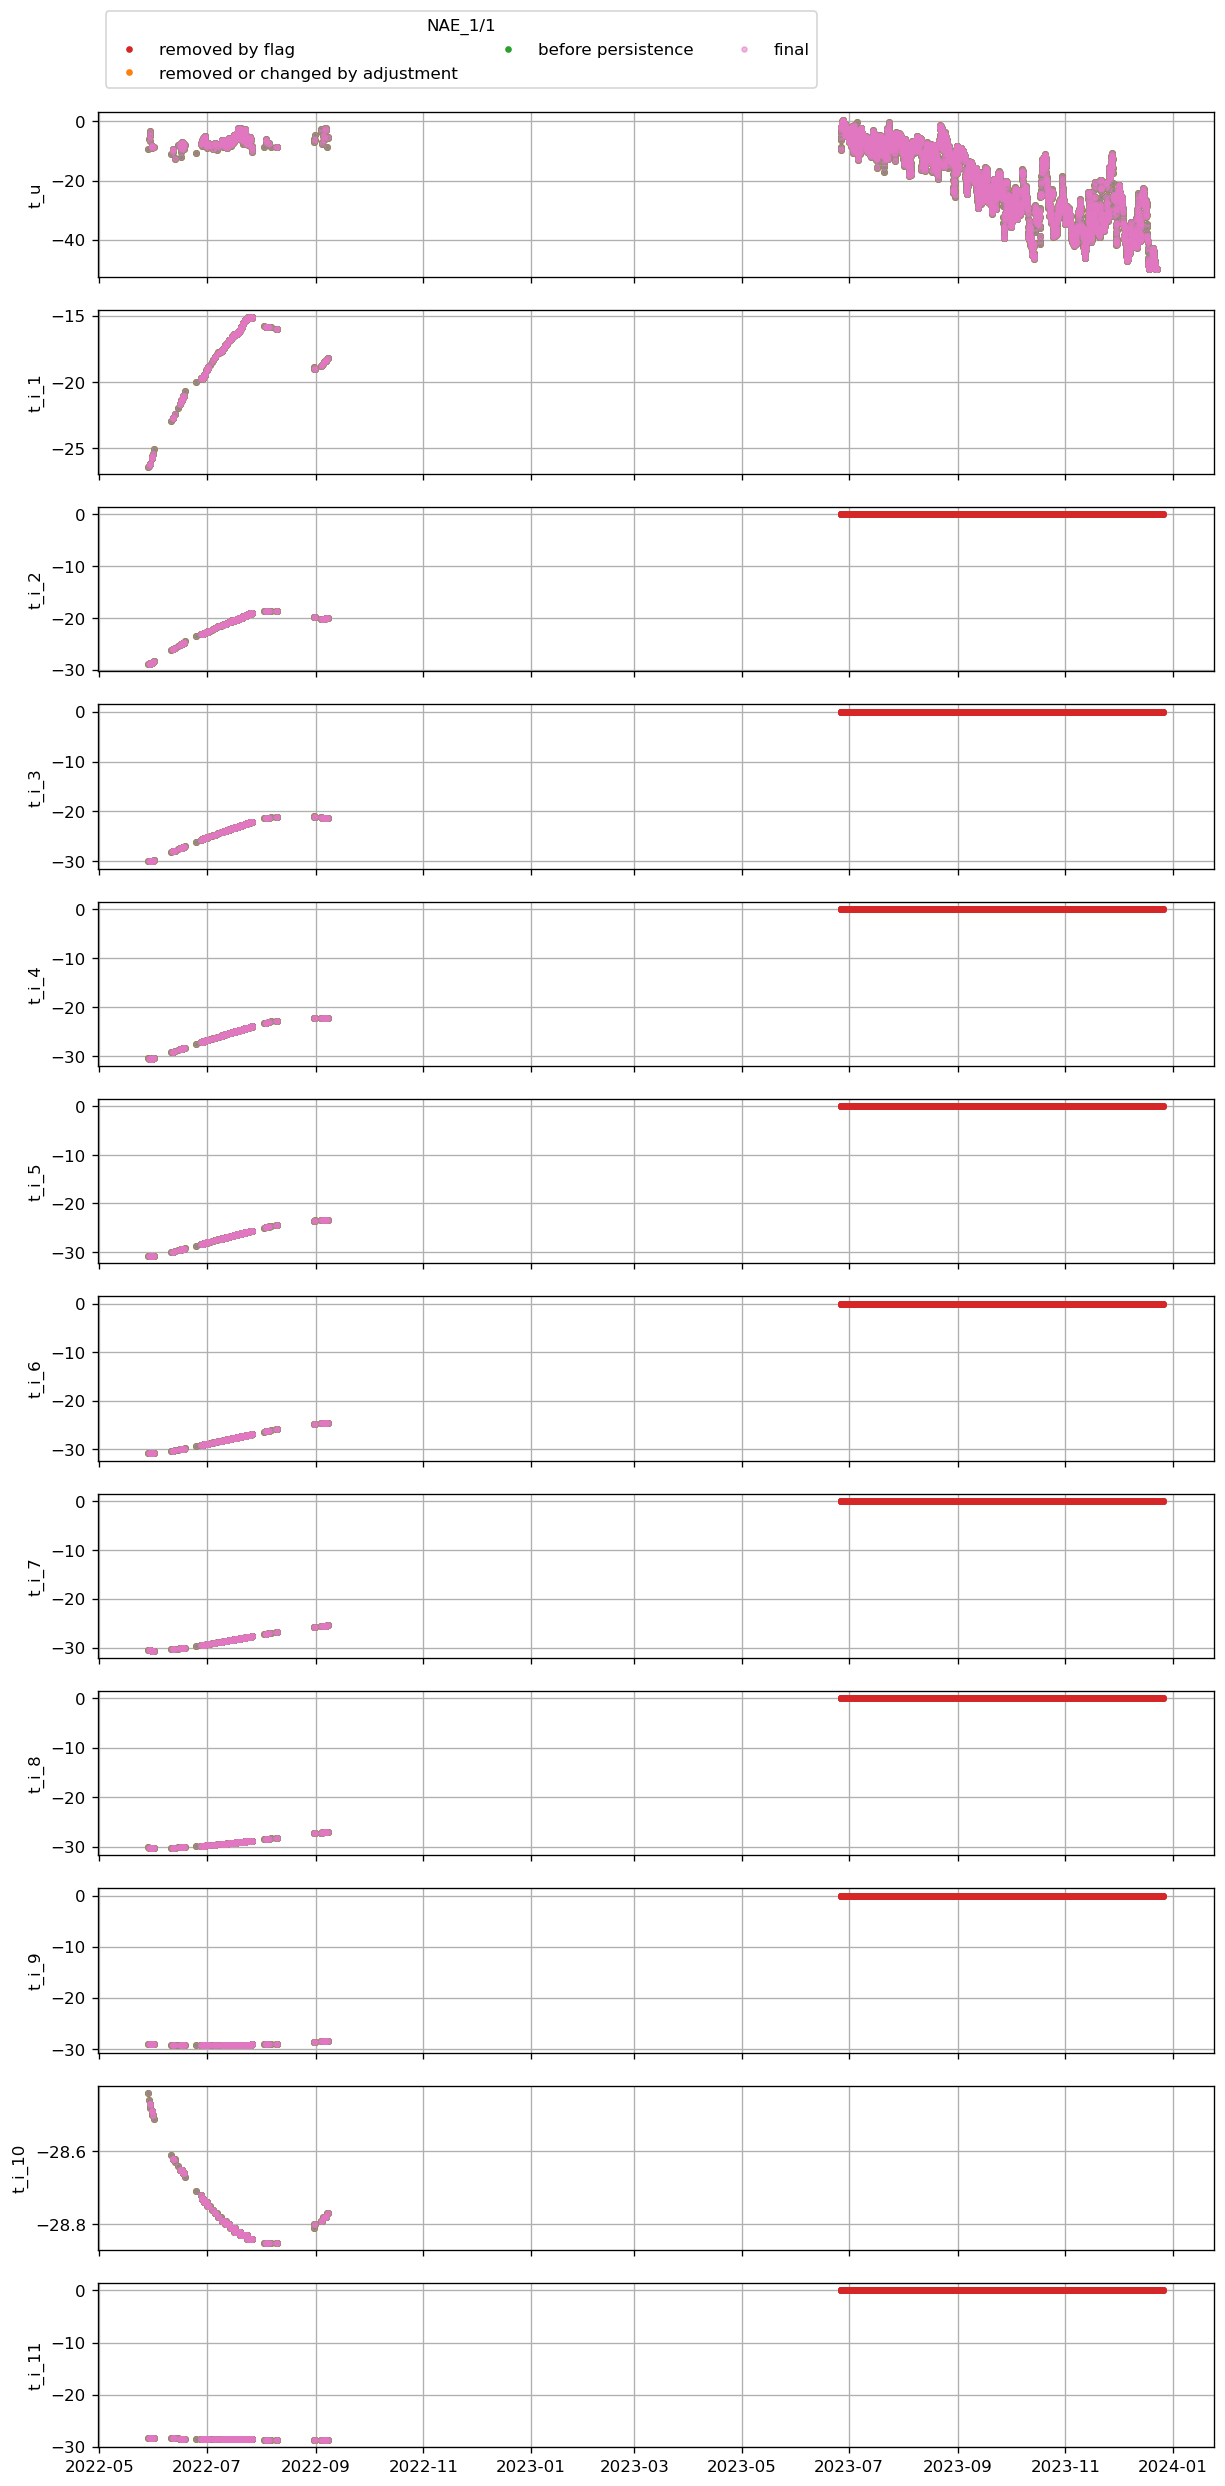 NAE_1/1
removed by flag
removed or changed by adjustment
before persistence
final
t_u
0
−20
−40
t_i_1
−15
−20
−25
t_i_2
0
−10
−20
−30
t_i_3
0
−10
−20
−30
t_i_4
0
−10
−20
−30
t_i_5
0
−10
−20
−30
t_i_6
0
−10
−20
−30
t_i_7
0
−10
−20
−30
t_i_8
0
−10
−20
−30
t_i_9
0
−10
−20
−30
t_i_10
−28.6
−28.8
t_i_11
0
−10
−20
−30
2022-05 2022-07 2022-09 2022-11 2023-01 2023-03 2023-05 2023-07 2023-09 2023-11 2024-01